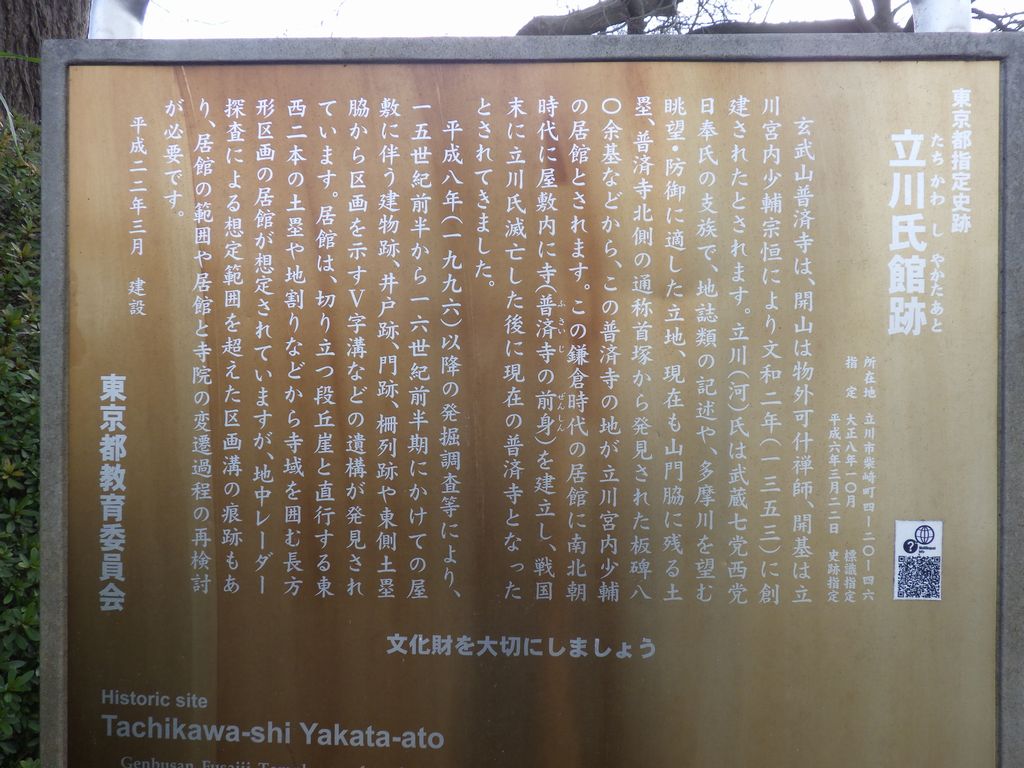 東京都指定史跡
立川氏館跡
たちかわ し やかたあと
所在地 立川市柴崎町四ー二〇ー四六
指 定 大正八年一〇月 標識指定
平成六年三月二二日 史跡指定
玄武山普済寺は、開山は物外可什禅師、開基は立
川宮内少輔宗恒により文和二年(一三五三)に創
建されたとされます。立川(河)氏は武蔵七党西党
日奉氏の支族で、地誌類の記述や、多摩川を望む
眺望・防御に適した立地、現在も山門脇に残る土
塁、普済寺北側の通称首塚から発見された板碑八
〇余基などから、この普済寺の地が立川宮内少輔
の居館とされます。この鎌倉時代の居館に南北朝
時代に屋敷内に寺(普済寺の前身)を建立し、戦国
ふさいじ ぜんしん
末に立川氏滅亡した後に現在の普済寺となった
とされてきました。
平成八年(一九九六)以降の発掘調査等により、
一五世紀前半から一六世紀前半期にかけての屋
敷に伴う建物跡、井戸跡、門跡、柵列跡や東側土塁
脇から区画を示すV字溝などの遺構が発見され
ています。居館は、切り立つ段丘崖と直行する東
西二本の土塁や地割りなどから寺域を囲む長方
形区画の居館が想定されていますが、地中レーダー
探査による想定範囲を超えた区画溝の痕跡もあ
り、居館の範囲や居館と寺院の変遷過程の再検討
が必要です。
平成二二年三月 建設
東京都教育委員会
文化財を大切にしましょう
Historic site
Tachikawa-shi Yakata-ato